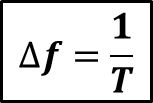 Δf = 1/T